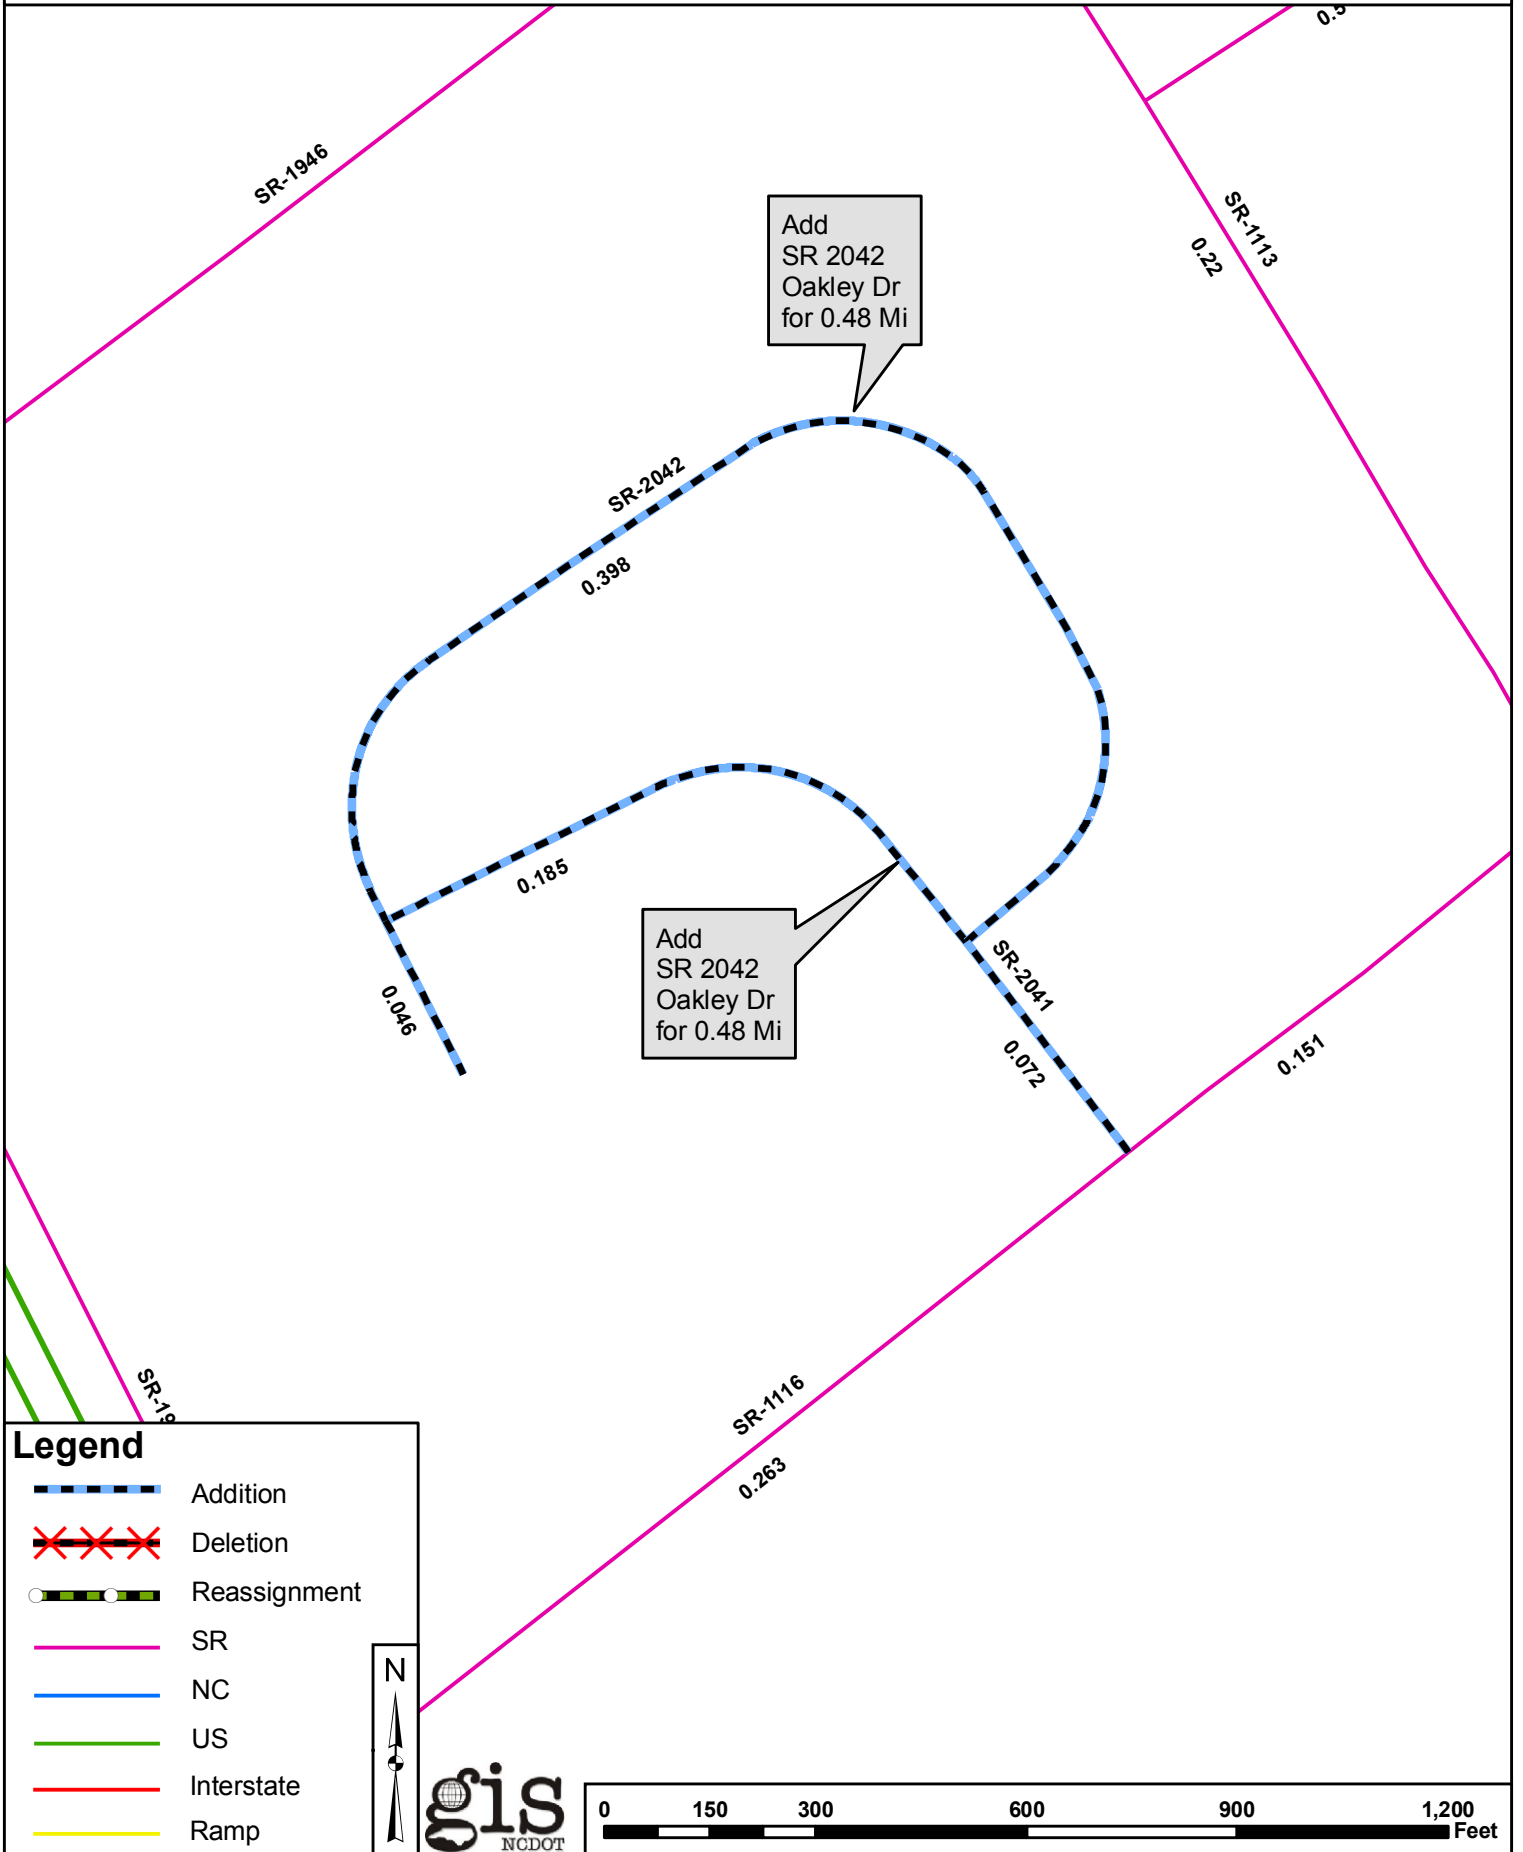 0.5
SR-1946
SR-1113
0.22
Add
SR 2042
Oakley Dr
for 0.48 Mi
SR-2042
0.398
0.185
Add
SR 2042
Oakley Dr
for 0.48 Mi
SR-2041
0.072
0.046
0.151
SR-19
SR-1116
0.263
Legend
Addition
Deletion
Reassignment
SR
NC
US
Interstate
Ramp
N
gis
NCDOT
0 150 300 600 900 1,200
Feet